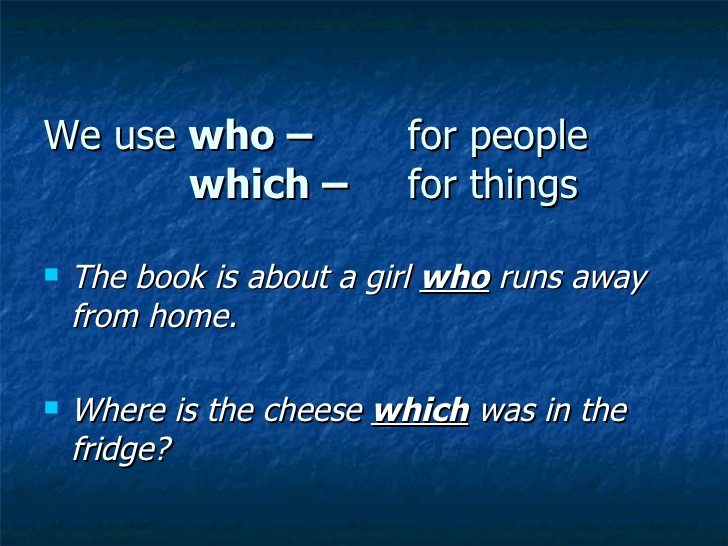 We use who – for people
which – for things
The book is about a girl who runs away
from home.
Where is the cheese which was in the
fridge?